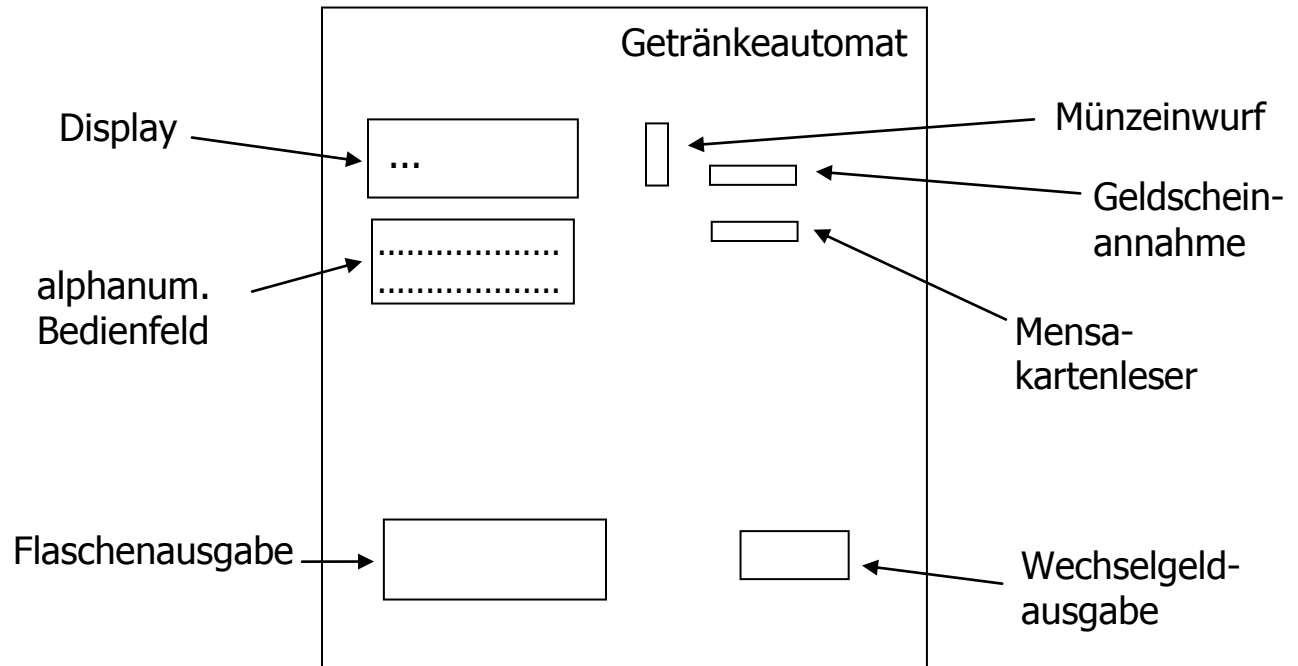 Getränkeautomat
Display
...
Münzeinwurf
Geldschein-
annahme
alphanum.
Bedienfeld
...................
...................
Mensa-
kartenleser
Flaschenausgabe
Wechselgeld-
ausgabe